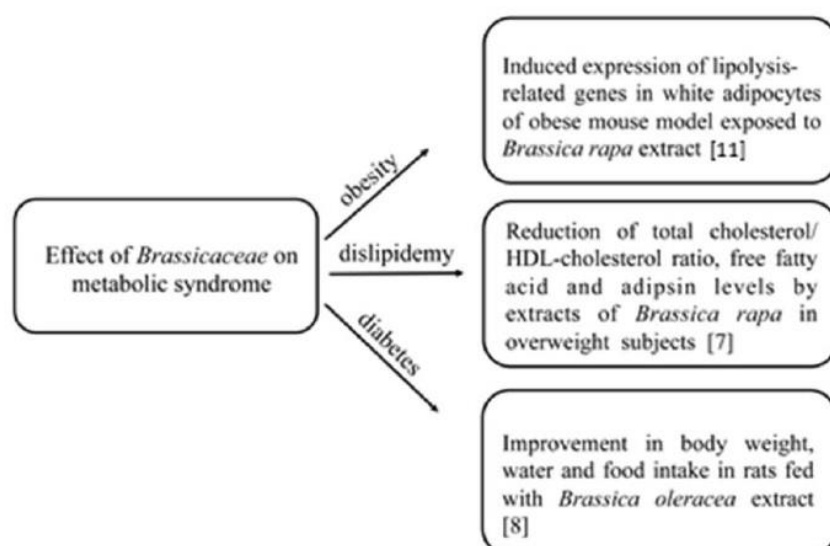 Effect of Brassicaceae on
metabolic syndrome
obesity
dislipidemy
diabetes
Induced expression of lipolysis-
related genes in white adipocytes
of obese mouse model exposed to
Brassica rapa extract [11]
Reduction of total cholesterol/
HDL-cholesterol ratio, free fatty
acid and adipsin levels by
extracts of Brassica rapa in
overweight subjects [7]
Improvement in body weight,
water and food intake in rats fed
with Brassica oleracea extract
[8]